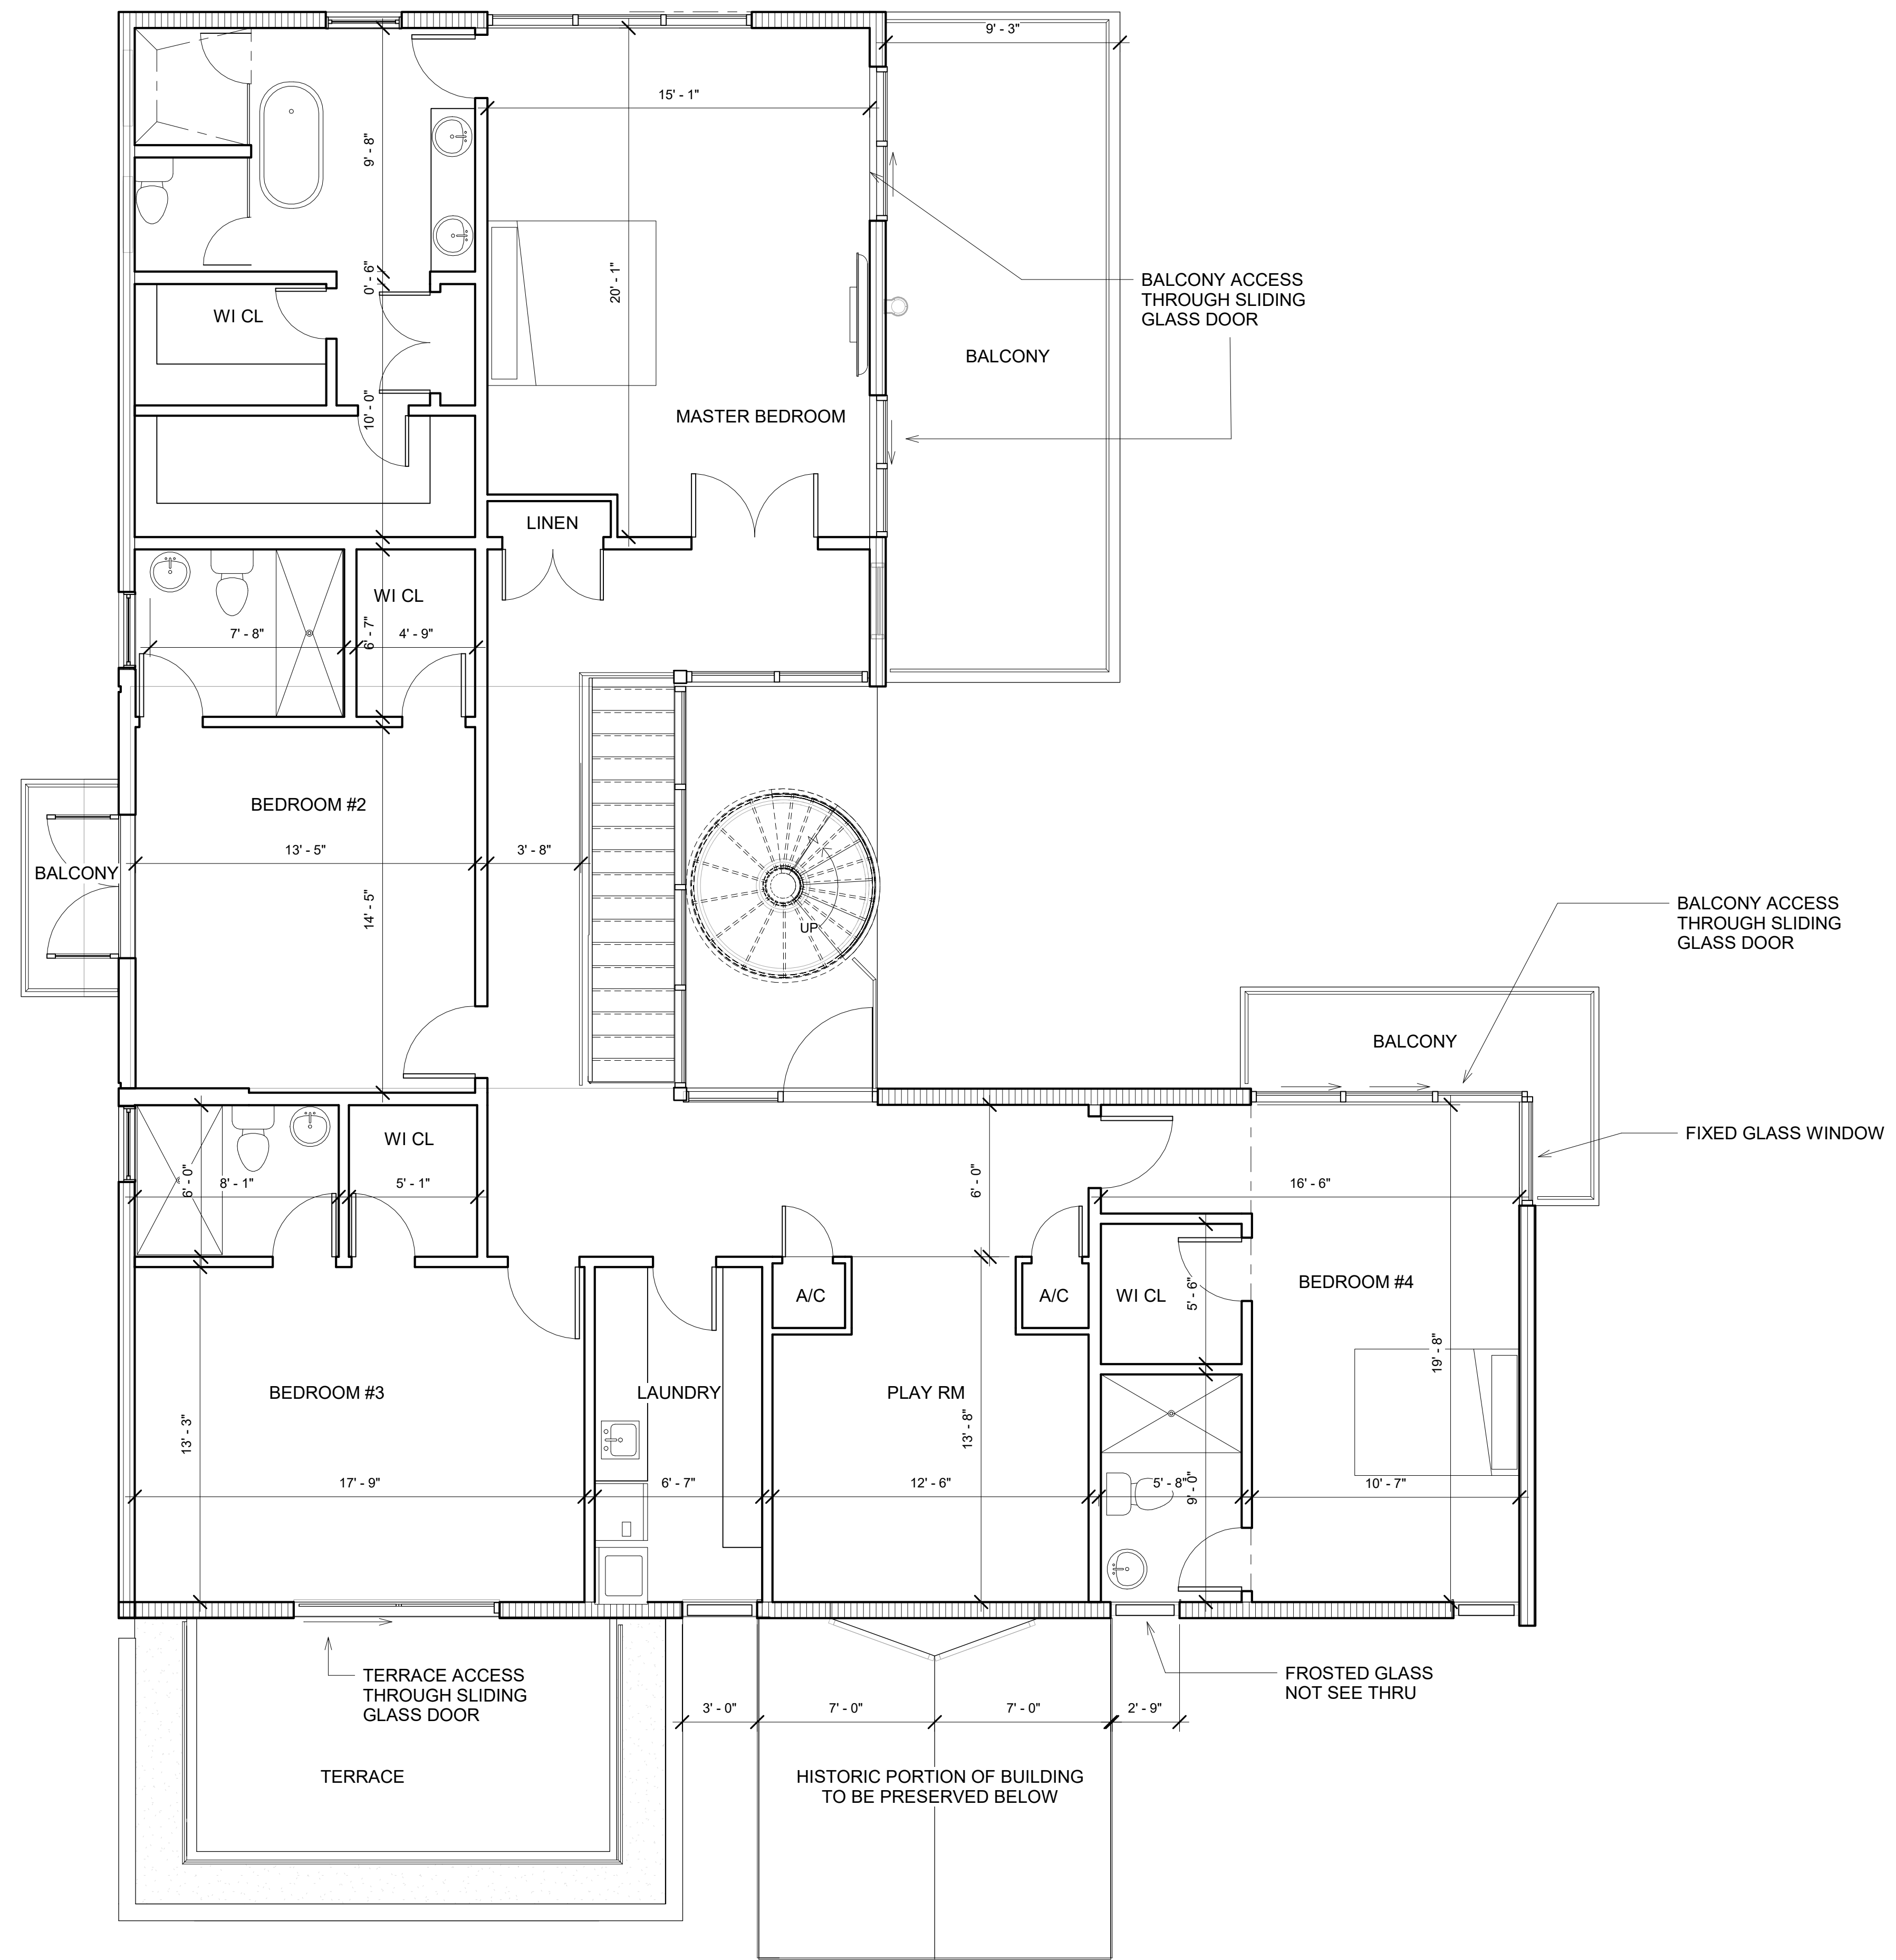 9' - 3"
15' - 1"
9' - 8"
0' - 6"
20' - 1"
BALCONY ACCESS
THROUGH SLIDING
GLASS DOOR
WI CL
BALCONY
10' - 0"
MASTER BEDROOM
LINEN
WI CL
7' - 8"
6' - 7"
4' - 9"
BEDROOM #2
13' - 5"
3' - 8"
BALCONY
14' - 5"
UP
BALCONY ACCESS
THROUGH SLIDING
GLASS DOOR
BALCONY
FIXED GLASS WINDOW
WI CL
6' - 0"
8' - 1"
5' - 1"
6' - 0"
16' - 6"
A/C
A/C
WI CL
5' - 6"
BEDROOM #4
19' - 8"
BEDROOM #3
LAUNDRY
PLAY RM
13' - 3"
13' - 8"
17' - 9"
6' - 7"
12' - 6"
5' - 8"
9' - 0"
10' - 7"
TERRACE ACCESS
THROUGH SLIDING
GLASS DOOR
FROSTED GLASS
NOT SEE THRU
3' - 0"
7' - 0"
7' - 0"
2' - 9"
TERRACE
HISTORIC PORTION OF BUILDING
TO BE PRESERVED BELOW